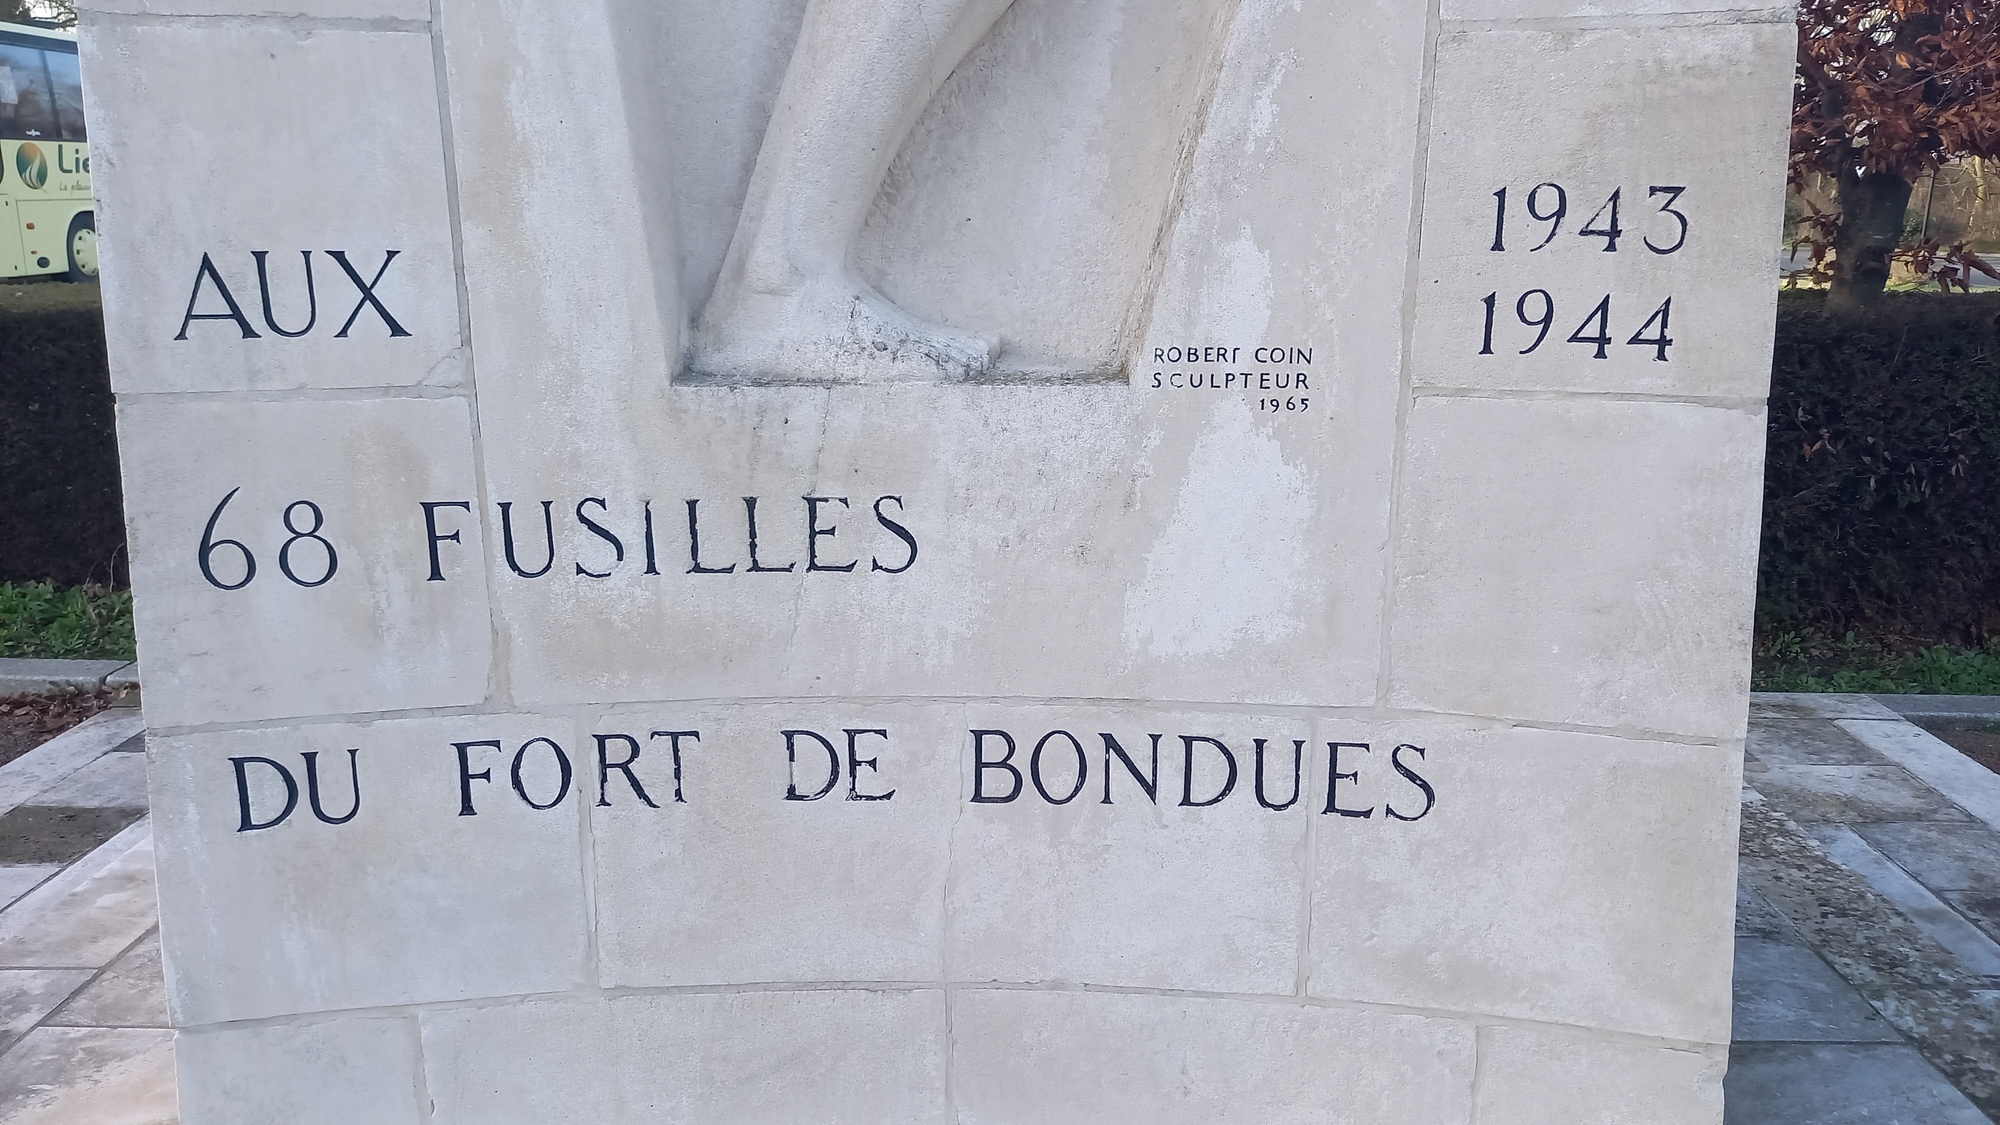 AUX
1943
1944
ROBERT COIN
SCULPTEUR
1965
68 FUSILLES
DU FORT DE BONDUES